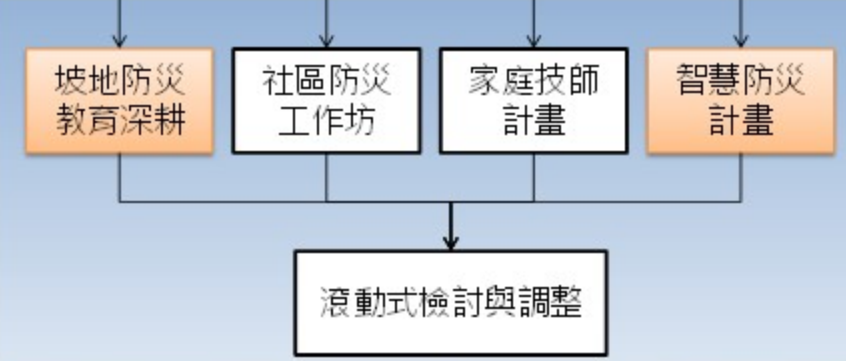 坡地防災
教育深耕
社區防災
工作坊
家庭技師
計畫
智慧防災
計畫
滾動式檢討與調整